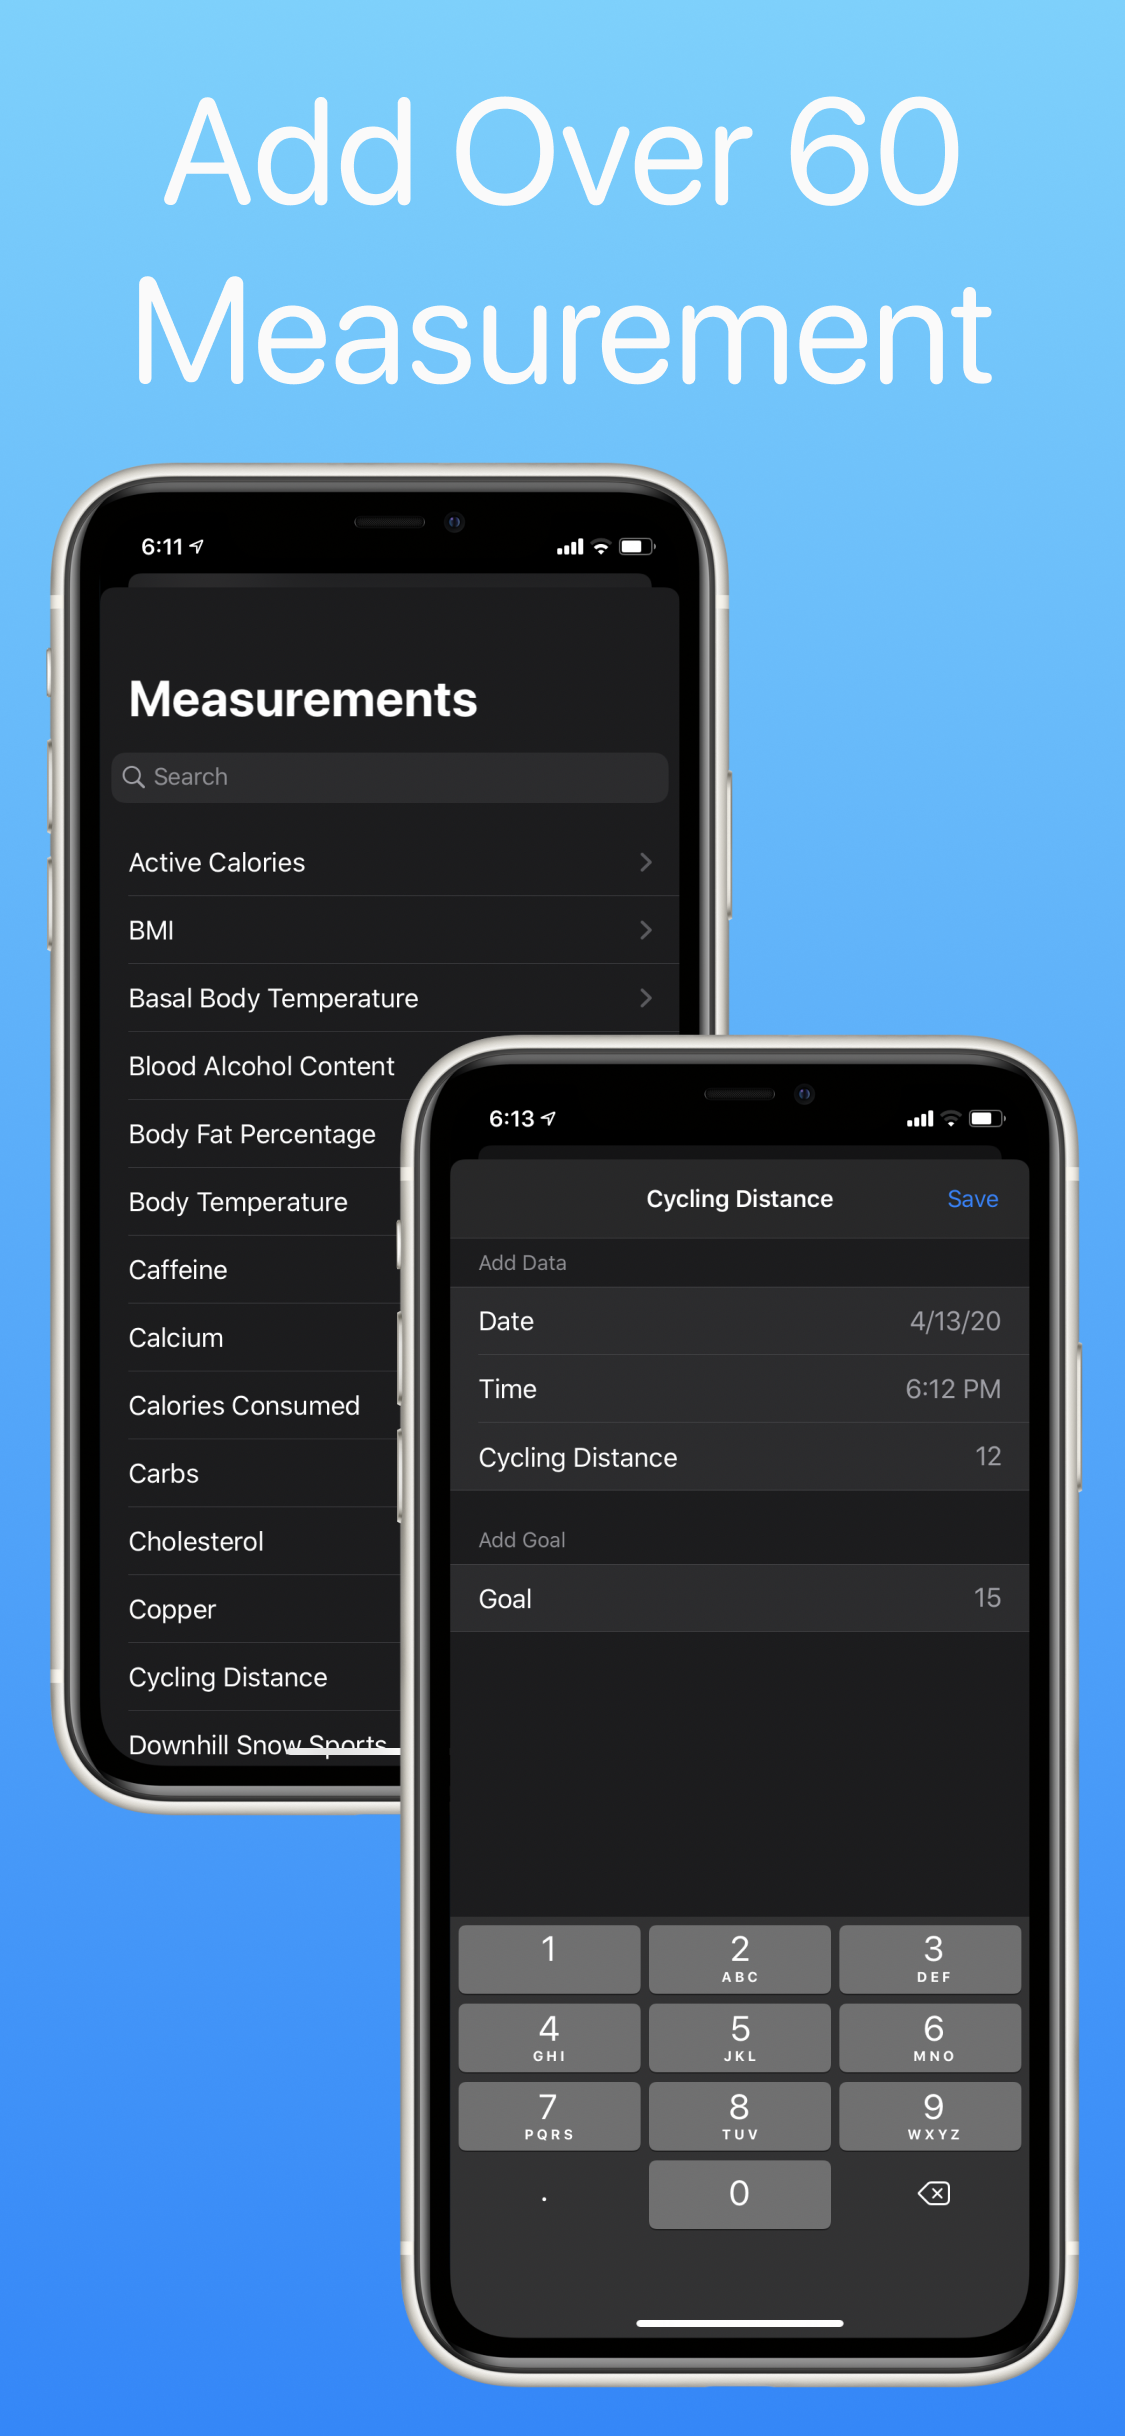 Add Over 60
Measurement
6:11
Measurements
Search
Active Calories
BMI
Basal Body Temperature
Blood Alcohol Content
Body Fat Percentage
Body Temperature
Caffeine
Calcium
Calories Consumed
Carbs
Cholesterol
Copper
Cycling Distance
Downhill Snow Sports
6:13
Cycling Distance Save
Add Data
Date 4/13/20
Time 6:12 PM
Cycling Distance 12
Add Goal
Goal 15
1 2 3
ABC DEF
4 5 6
GHI JKL MNO
7 8 9
PQRS TUV WXYZ
. 0